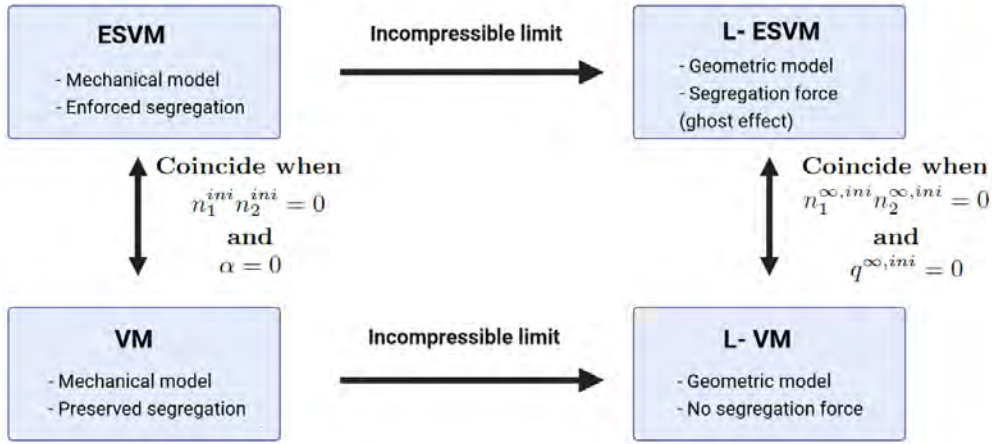 ESVM
- Mechanical model
- Enforced segregation
Incompressible limit
L- ESVM
- Geometric model
- Segregation force
(ghost effect)
Coincide when
n_1^{ini} n_2^{ini} = 0
and
α = 0
Coincide when
n_1^{∞,ini} n_2^{∞,ini} = 0
and
q^{∞,ini} = 0
VM
- Mechanical model
- Preserved segregation
Incompressible limit
L- VM
- Geometric model
- No segregation force